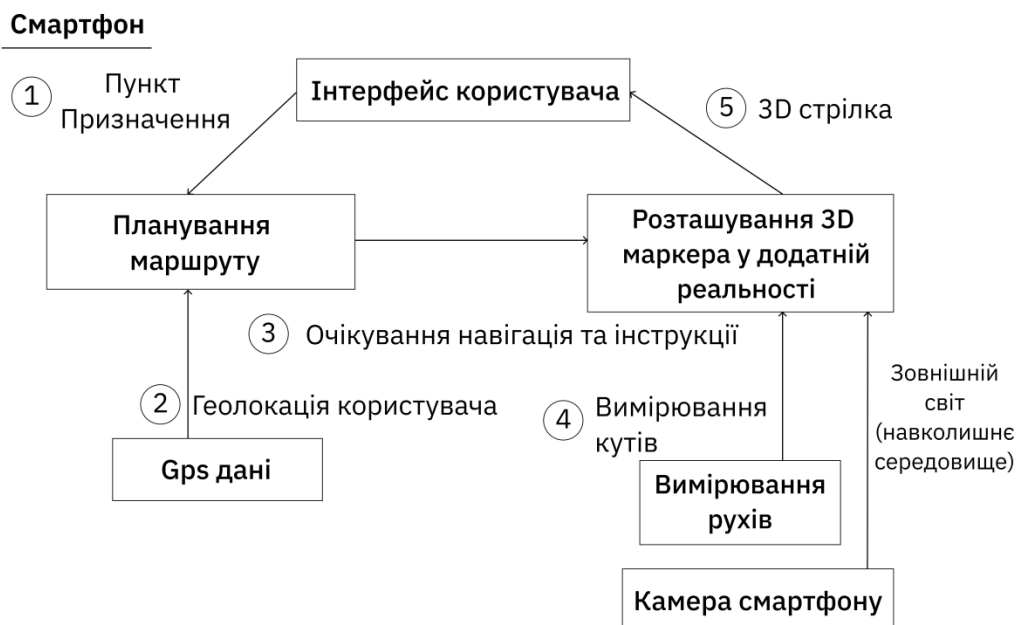 Смартфон
1
Пункт
Призначення
Інтерфейс користувача
5
3D стрілка
Планування
маршруту
Розташування 3D
маркера у додатній
реальності
3
Очікування навігація та інструкції
2
Геолокація користувача
4
Вимірювання
кутів
Зовнішній
світ
(навколишнє
середовище)
Gps дані
Вимірювання
рухів
Камера смартфону